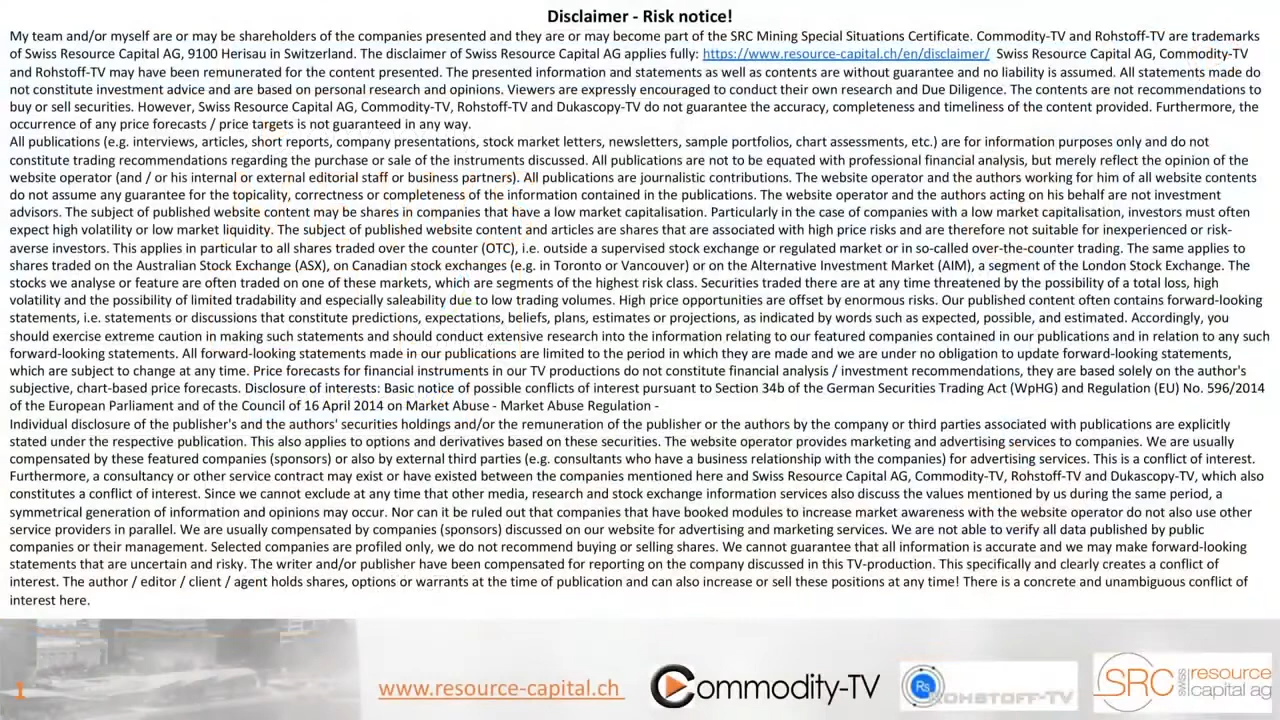 Disclaimer - Risk notice!
My team and/or myself are or may be shareholders of the companies presented and they are or may become part of the SRC Mining Special Situations Certificate. Commodity-TV and Rohstoff-TV are trademarks
of Swiss Resource Capital AG, 9100 Herisau in Switzerland. The disclaimer of Swiss Resource Capital AG applies fully: https://www.resource-capital.ch/en/disclaimer/ Swiss Resource Capital AG, Commodity-TV
and Rohstoff-TV may have been remunerated for the content presented. The presented information and statements as well as contents are without guarantee and no liability is assumed. All statements made do
not constitute investment advice and are based on personal research and opinions. Viewers are expressly encouraged to conduct their own research and Due Diligence. The contents are not recommendations to
buy or sell securities. However, Swiss Resource Capital AG, Commodity-TV, Rohstoff-TV and Dukascopy-TV do not guarantee the accuracy, completeness and timeliness of the content provided. Furthermore, the
occurrence of any price forecasts / price targets is not guaranteed in any way.
All publications (e.g. interviews, articles, short reports, company presentations, stock market letters, newsletters, sample portfolios, chart assessments, etc.) are for information purposes only and do not
constitute trading recommendations regarding the purchase or sale of the instruments discussed. All publications are not to be equated with professional financial analysis, but merely reflect the opinion of the
website operator (and / or his internal or external editorial staff or business partners). All publications are journalistic contributions. The website operator and the authors working for him of all website contents
do not assume any guarantee for the topicality, correctness or completeness of the information contained in the publications. The website operator and the authors acting on his behalf are not investment
advisors. The subject of published website content may be shares in companies that have a low market capitalisation. Particularly in the case of companies with a low market capitalisation, investors must often
expect high volatility or low market liquidity. The subject of published website content and articles are shares that are associated with high price risks and are therefore not suitable for inexperienced or risk-
averse investors. This applies in particular to all shares traded over the counter (OTC), i.e. outside a supervised stock exchange or regulated market or in so-called over-the-counter trading. The same applies to
shares traded on the Australian Stock Exchange (ASX), on Canadian stock exchanges (e.g. in Toronto or Vancouver) or on the Alternative Investment Market (AIM), a segment of the London Stock Exchange. The
stocks we analyse or feature are often traded on one of these markets, which are segments of the highest risk class. Securities traded there are at any time threatened by the possibility of a total loss, high
volatility and the possibility of limited tradability and especially saleability due to low trading volumes. High price opportunities are offset by enormous risks. Our published content often contains forward-looking
statements, i.e. statements or discussions that constitute predictions, expectations, beliefs, plans, estimates or projections, as indicated by words such as expected, possible, and estimated. Accordingly, you
should exercise extreme caution in making such statements and should conduct extensive research into the information relating to our featured companies contained in our publications and in relation to any such
forward-looking statements. All forward-looking statements made in our publications are limited to the period in which they are made and we are under no obligation to update forward-looking statements,
which are subject to change at any time. Price forecasts for financial instruments in our TV productions do not constitute financial analysis / investment recommendations, they are based solely on the author's
subjective, chart-based price forecasts. Disclosure of interests: Basic notice of possible conflicts of interest pursuant to Section 34b of the German Securities Trading Act (WpHG) and Regulation (EU) No. 596/2014
of the European Parliament and of the Council of 16 April 2014 on Market Abuse - Market Abuse Regulation -
Individual disclosure of the publisher's and the authors' securities holdings and/or the remuneration of the publisher or the authors by the company or third parties associated with publications are explicitly
stated under the respective publication. This also applies to options and derivatives based on these securities. The website operator provides marketing and advertising services to companies. We are usually
compensated by these featured companies (sponsors) or also by external third parties (e.g. consultants who have a business relationship with the companies) for advertising services. This is a conflict of interest.
Furthermore, a consultancy or other service contract may exist or have existed between the companies mentioned here and Swiss Resource Capital AG, Commodity-TV, Rohstoff-TV and Dukascopy-TV, which also
constitutes a conflict of interest. Since we cannot exclude at any time that other media, research and stock exchange information services also discuss the values mentioned by us during the same period, a
symmetrical generation of information and opinions may occur. Nor can it be ruled out that companies that have booked modules to increase market awareness with the website operator do not also use other
service providers in parallel. We are usually compensated by companies (sponsors) discussed on our website for advertising and marketing services. We are not able to verify all data published by public
companies or their management. Selected companies are profiled only, we do not recommend buying or selling shares. We cannot guarantee that all information is accurate and we may make forward-looking
statements that are uncertain and risky. The writer and/or publisher have been compensated for reporting on the company discussed in this TV-production. This specifically and clearly creates a conflict of
interest. The author / editor / client / agent holds shares, options or warrants at the time of publication and can also increase or sell these positions at any time! There is a concrete and unambiguous conflict of
interest here.
1
www.resource-capital.ch
Commodity-TV
Rs ROHSTOFF-TV
SRC swiss resource capital ag